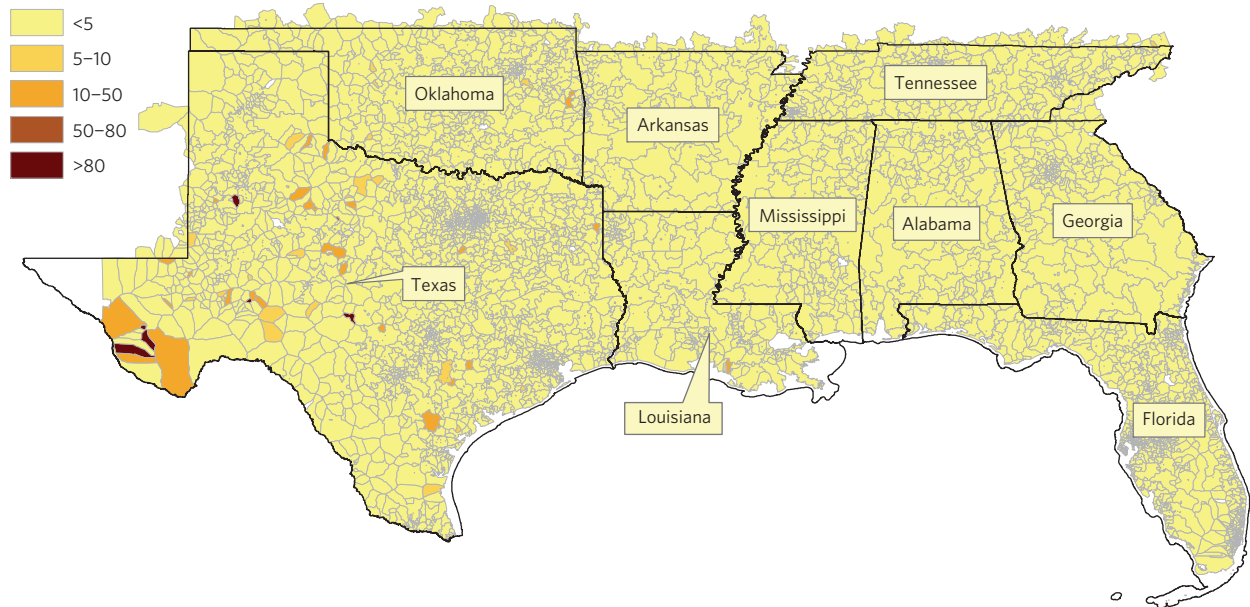 <5
5–10
10–50
50–80
>80
Oklahoma
Arkansas
Tennessee
Mississippi
Alabama
Georgia
Texas
Louisiana
Florida